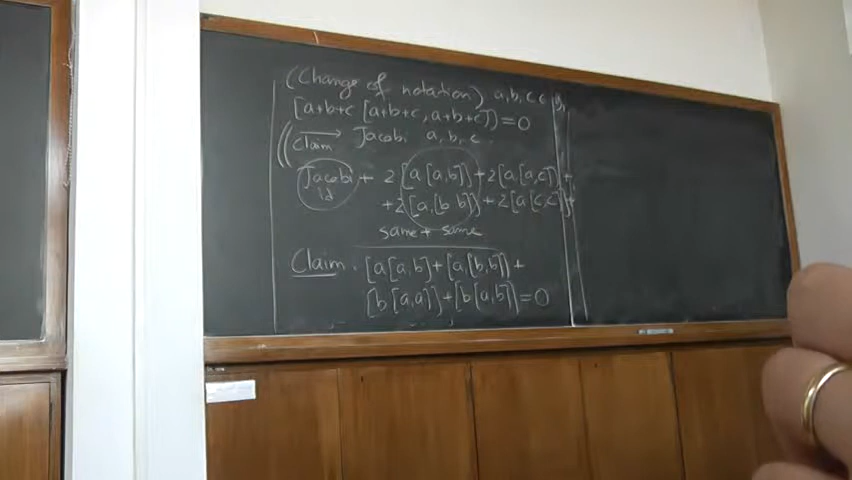 (Change of notation) a, b, c ∈ g,
[a+b+c [a+b+c, a+b+c]] = 0
(( Claim → Jacobi a, b, c
Jacobi id + 2[a[a,b]] + 2[a[a,c]] +
+2[a,[b b]] + 2[a[c,c]]+
same + same
Claim. [a[a,b] + [a,[b,b]] +
[b[a,a]] + [b[a,b]] = 0